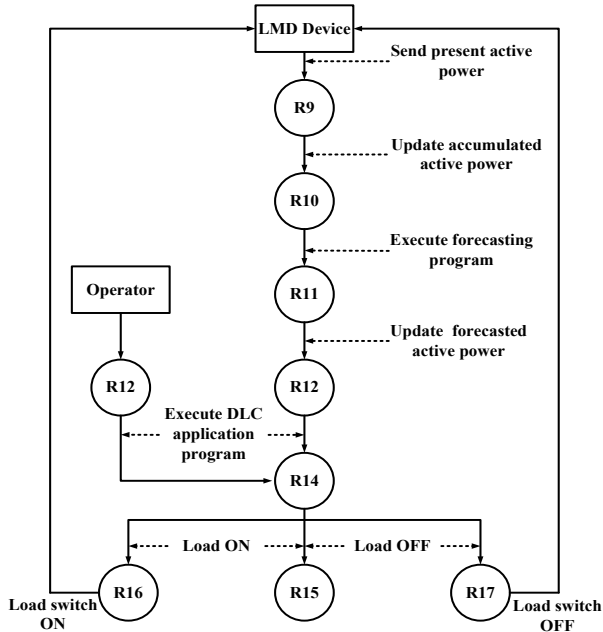 LMD Device
Send present active
power
R9
Update accumulated
active power
R10
Execute forecasting
program
Operator
R11
Update forecasted
active power
R12
R12
Execute DLC
application
program
R14
Load ON
Load OFF
R16
R15
R17
Load switch
ON
Load switch
OFF